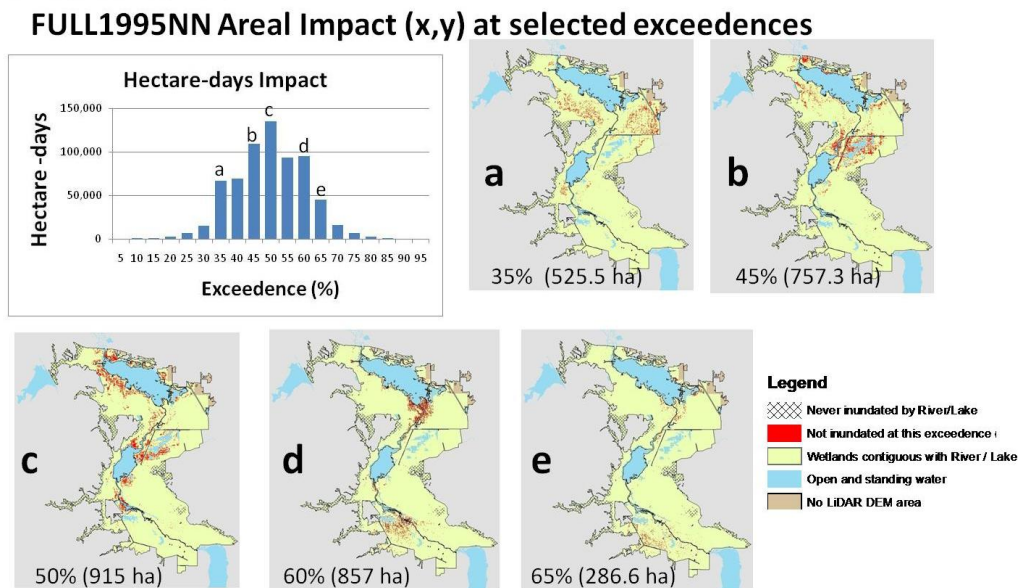 FULL1995NN Areal Impact (x,y) at selected exceedences
Hectare-days Impact
Hectare -days
150,000
100,000
50,000
0
a
b
c
d
e
5 10 15 20 25 30 35 40 45 50 55 60 65 70 75 80 85 90 95
Exceedence (%)
a
35% (525.5 ha)
b
45% (757.3 ha)
c
50% (915 ha)
d
60% (857 ha)
e
65% (286.6 ha)
Legend
Never inundated by River/Lake
Not inundated at this exceedence (
Wetlands contiguous with River / Lake
Open and standing water
No LiDAR DEM area